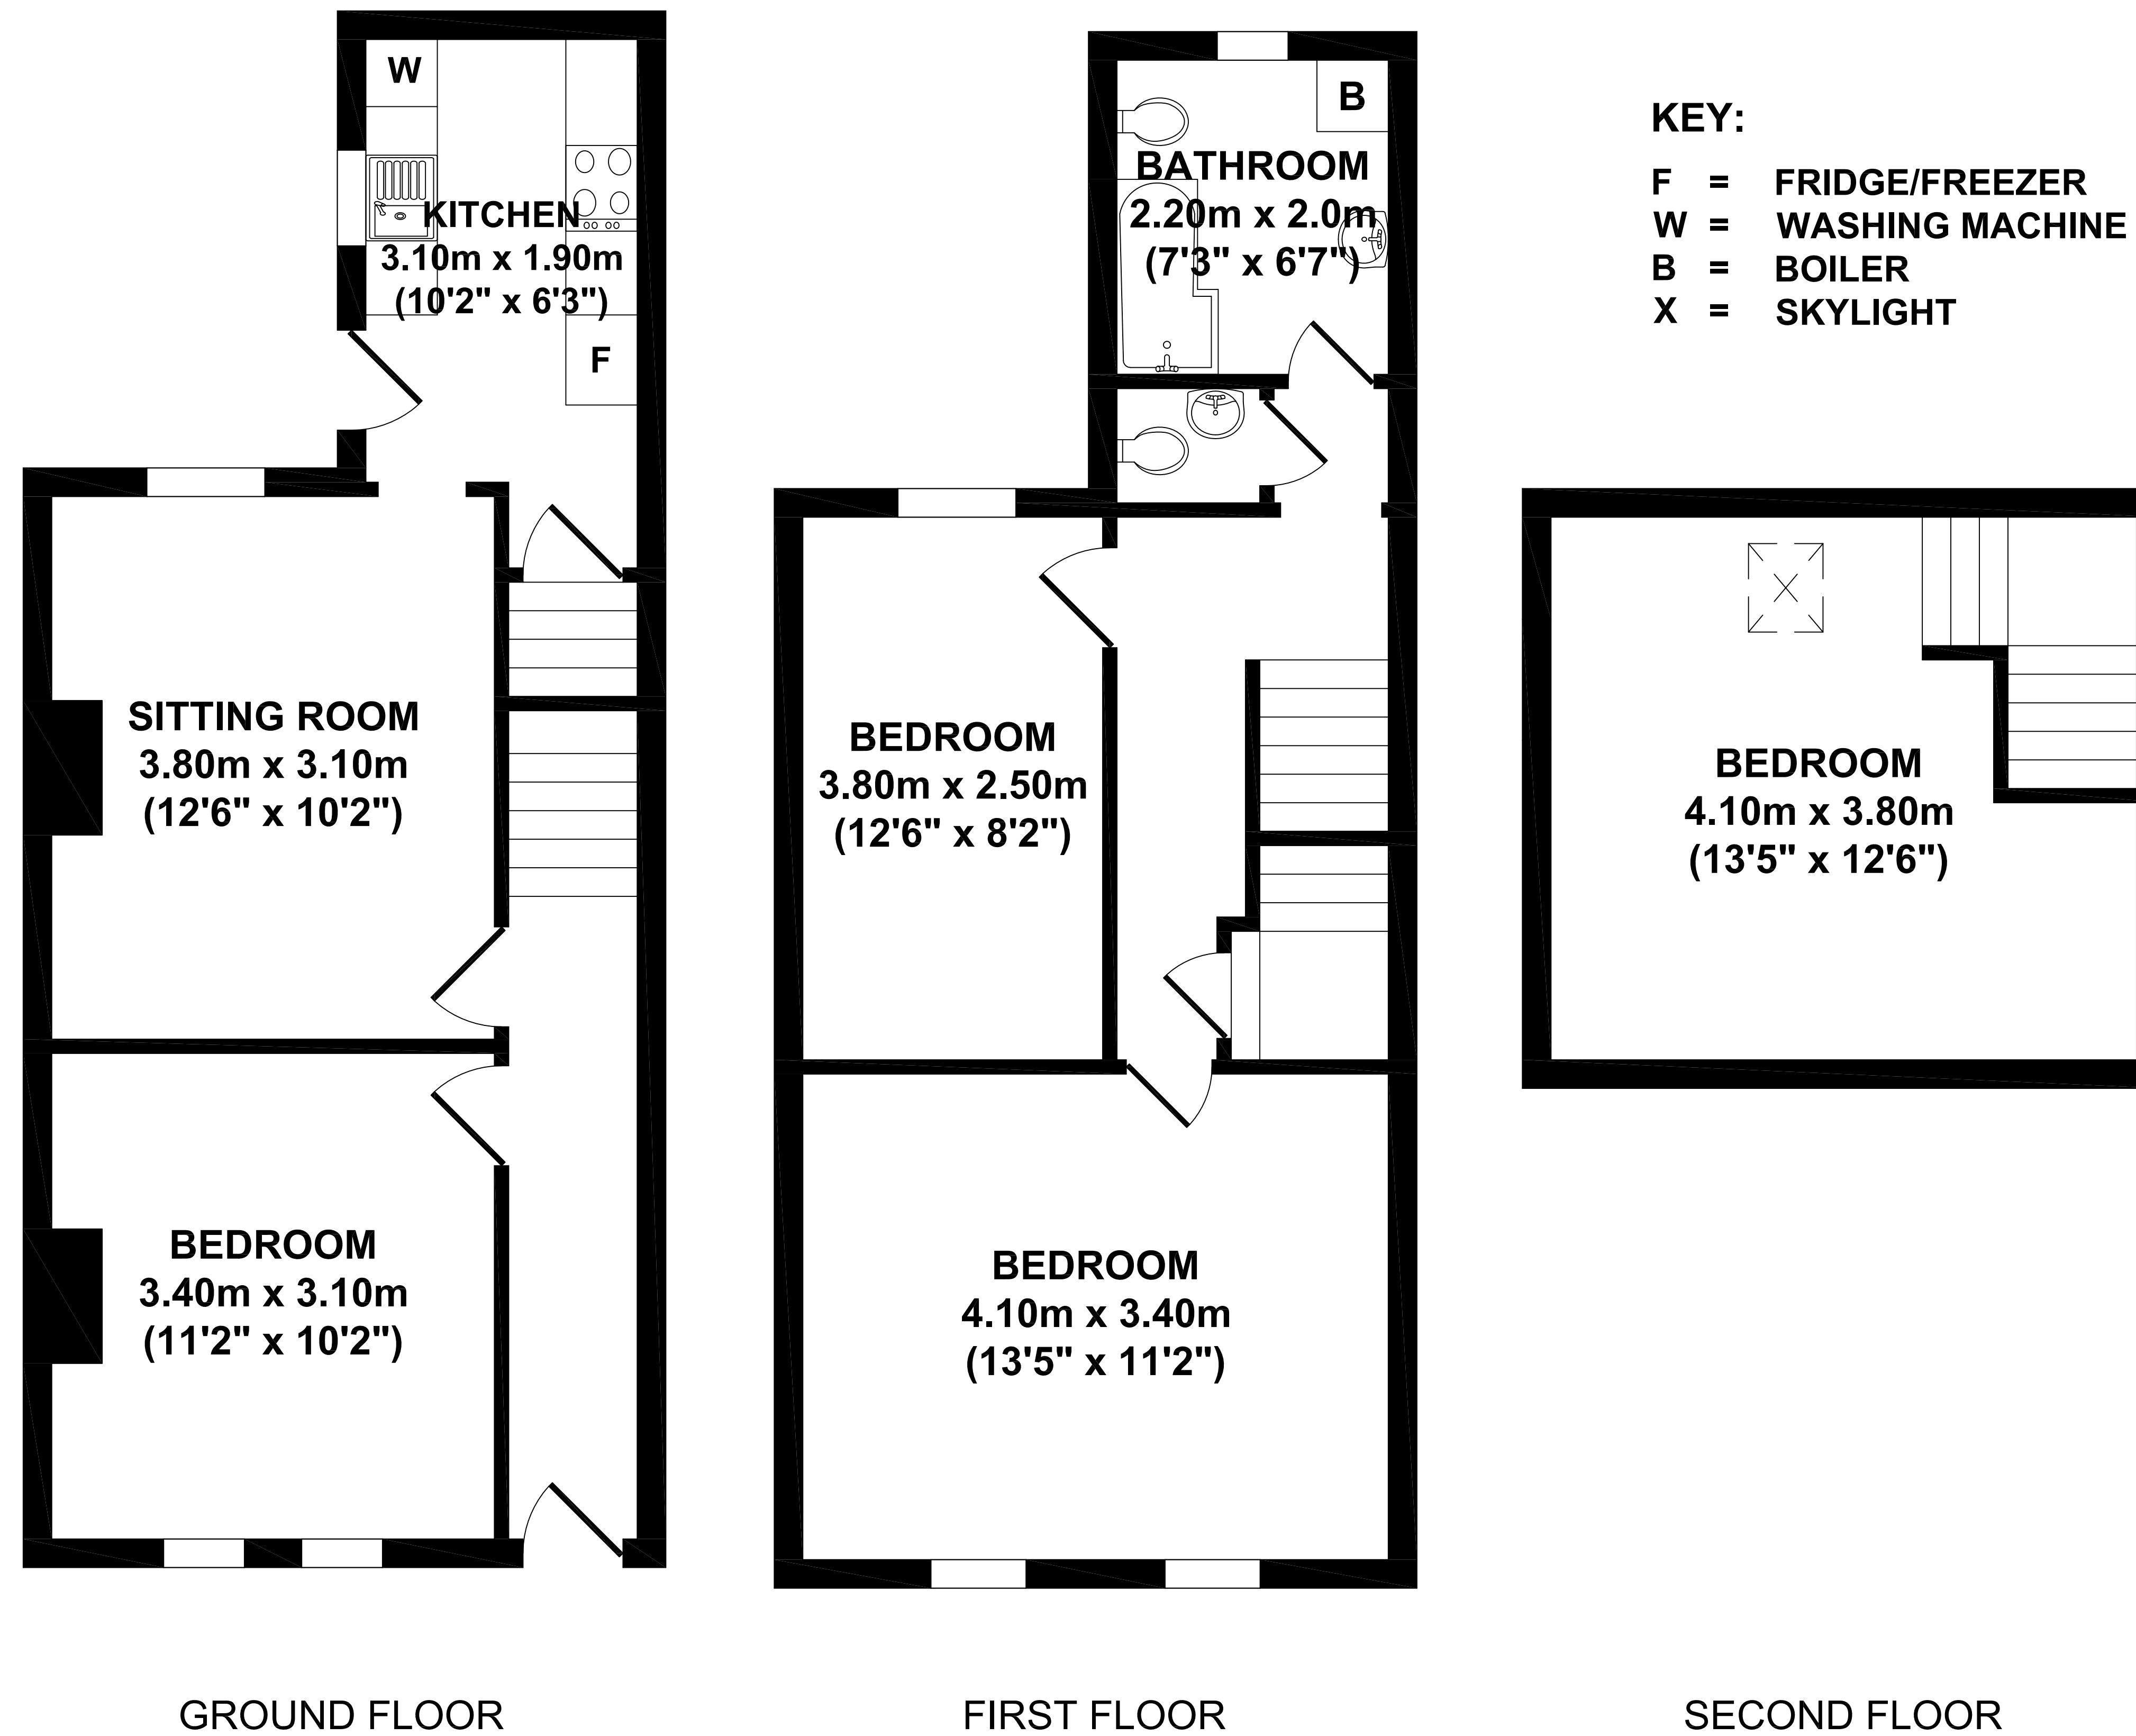 W
KITCHEN
3.10m x 1.90m
(10'2" x 6'3")
F
SITTING ROOM
3.80m x 3.10m
(12'6" x 10'2")
BEDROOM
3.40m x 3.10m
(11'2" x 10'2")
GROUND FLOOR
B
BATHROOM
2.20m x 2.0m
(7'3" x 6'7")
BEDROOM
3.80m x 2.50m
(12'6" x 8'2")
BEDROOM
4.10m x 3.40m
(13'5" x 11'2")
FIRST FLOOR
KEY:
F = FRIDGE/FREEZER
W = WASHING MACHINE
B = BOILER
X = SKYLIGHT
BEDROOM
4.10m x 3.80m
(13'5" x 12'6")
SECOND FLOOR